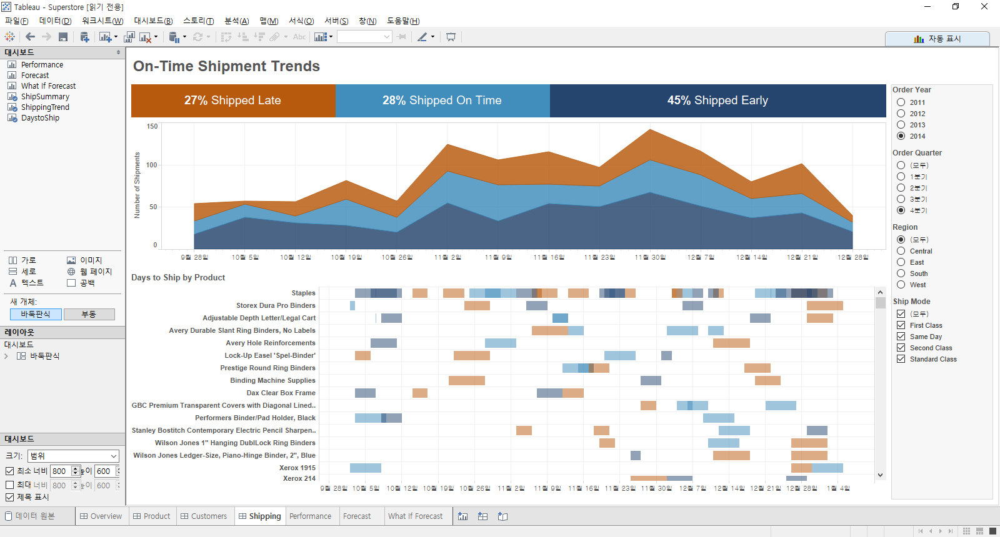 Tableau - Superstore [읽기 전용]
파일(F) 데이터(D) 워크시트(W) 대시보드(B) 스토리(T) 분석(A) 맵(M) 서식(O) 서버(S) 창(N) 도움말(H)
Abc
자동 표시
대시보드
Performance
Forecast
What If Forecast
ShipSummary
ShippingTrend
DaystoShip
가로 이미지
세로 웹 페이지
텍스트 공백
새 개체:
바둑판식 부동
레이아웃
대시보드
바둑판식
대시보드
크기: 범위
최소 너비 800 높이 600
최대 너비 800 높이 600
제목 표시
On-Time Shipment Trends
27% Shipped Late 28% Shipped On Time 45% Shipped Early
Number of Shipments
150
100
50
0
9월 28일 10월 5일 10월 12일 10월 19일 10월 26일 11월 2일 11월 9일 11월 16일 11월 23일 11월 30일 12월 7일 12월 14일 12월 21일 12월 28일
Days to Ship by Product
Staples
Storex Dura Pro Binders
Adjustable Depth Letter/Legal Cart
Avery Durable Slant Ring Binders, No Labels
Avery Hole Reinforcements
Lock-Up Easel 'Spel-Binder'
Prestige Round Ring Binders
Binding Machine Supplies
Dax Clear Box Frame
GBC Premium Transparent Covers with Diagonal Lined..
Performers Binder/Pad Holder, Black
Stanley Bostitch Contemporary Electric Pencil Sharpen..
Wilson Jones 1" Hanging DublLock Ring Binders
Wilson Jones Ledger-Size, Piano-Hinge Binder, 2", Blue
Xerox 1915
Xerox 214
9월 28일 10월 5일 10월 12일 10월 19일 10월 26일 11월 2일 11월 9일 11월 16일 11월 23일 11월 30일 12월 7일 12월 14일 12월 21일 12월 28일 1월 4일
Order Year
2011
2012
2013
2014
Order Quarter
(모두)
1분기
2분기
3분기
4분기
Region
(모두)
Central
East
South
West
Ship Mode
(모두)
First Class
Same Day
Second Class
Standard Class
데이터 원본 Overview Product Customers Shipping Performance Forecast What If Forecast